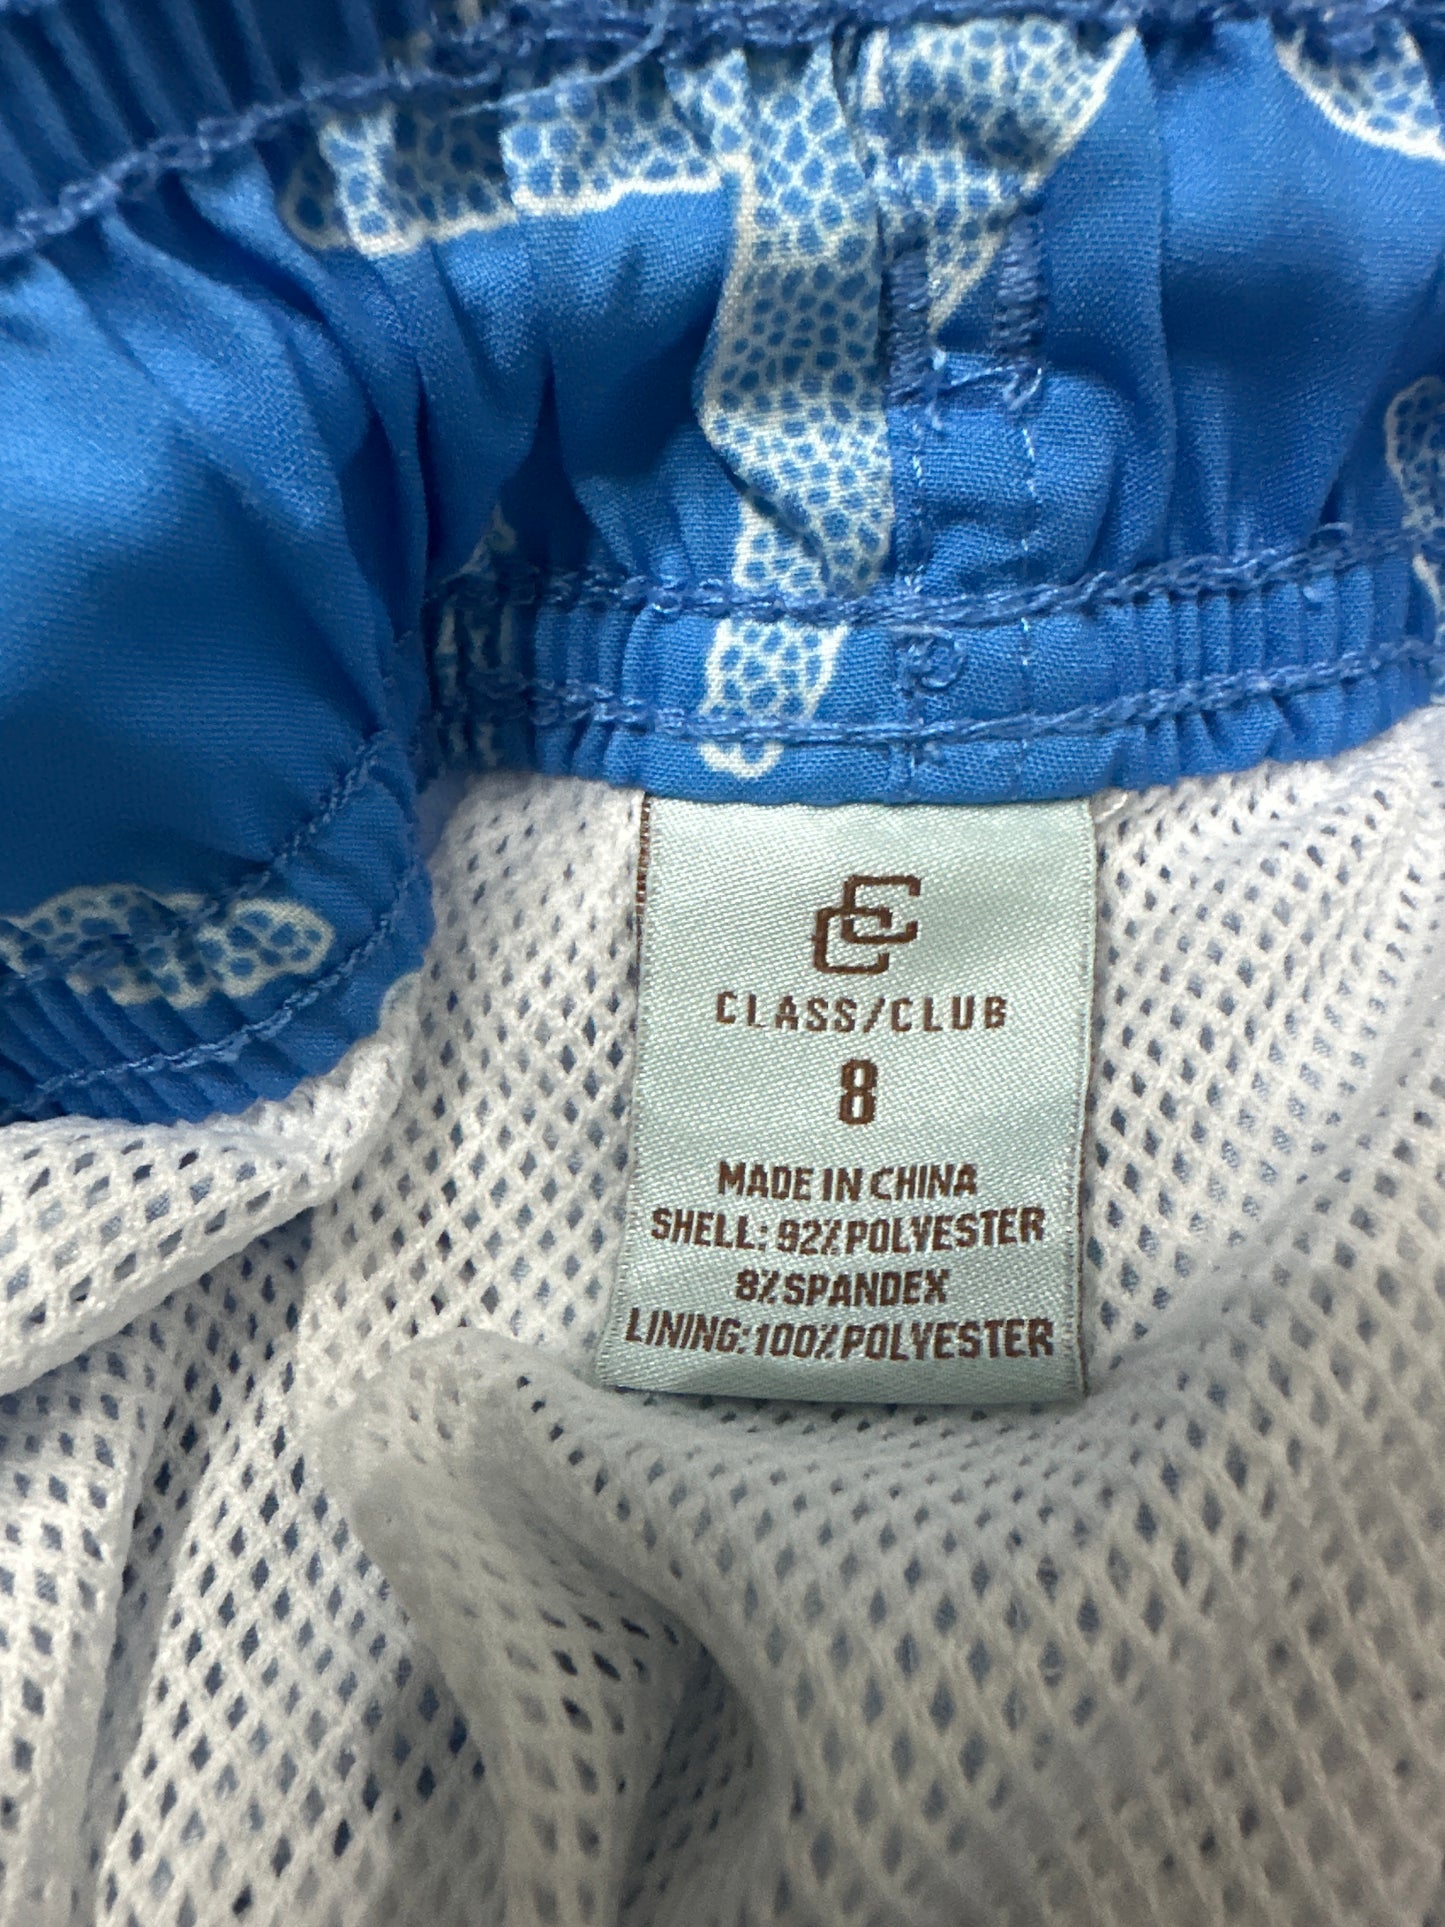 CC
CLASS/CLUB
8
MADE IN CHINA
SHELL: 92% POLYESTER
8% SPANDEX
LINING: 100% POLYESTER